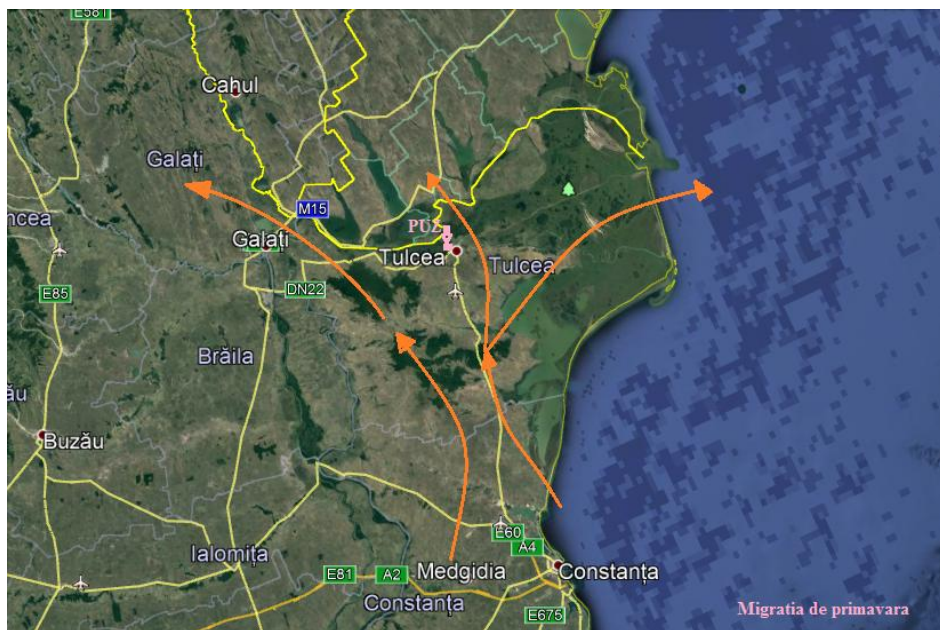 E581
Cahul
Galați
M15
ncea
PUZ
Galați
Tulcea
Tulcea
DN22
E85
Brăila
ău
Buzău
E60
A4
Ialomița
E81
A2
Medgidia
Constanța
Constanța
E675
Migratia de primavara